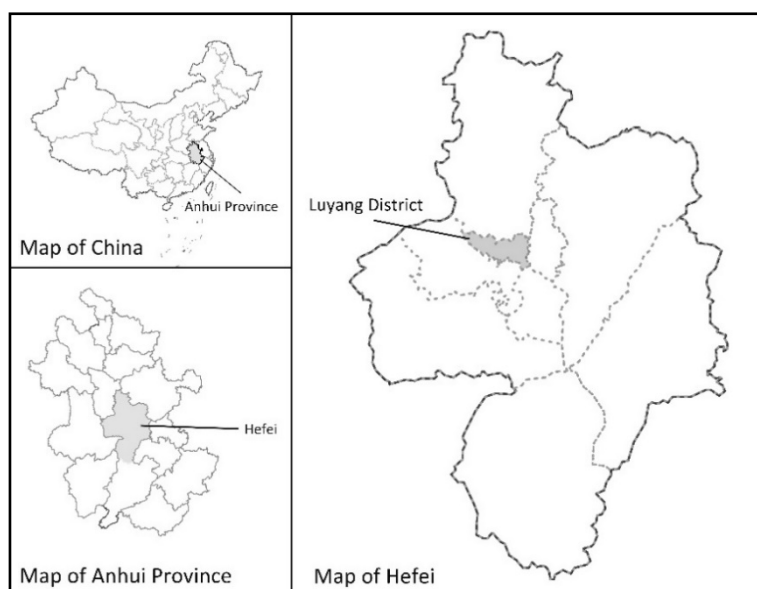 Anhui Province
Map of China
Hefei
Map of Anhui Province
Luyang District
Map of Hefei